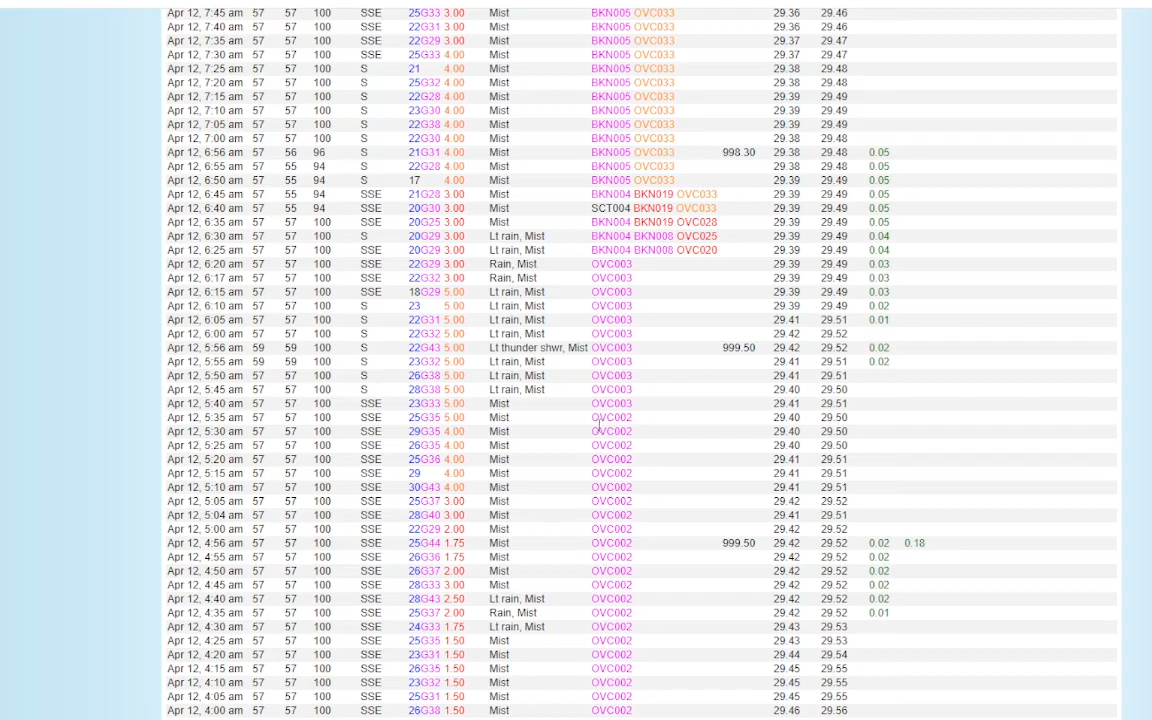 Apr 12, 7:45 am 57 57 100 SSE 25G33 3.00 Mist BKN005 OVC033 29.36 29.46
Apr 12, 7:40 am 57 57 100 SSE 22G31 3.00 Mist BKN005 OVC033 29.36 29.46
Apr 12, 7:35 am 57 57 100 SSE 22G29 3.00 Mist BKN005 OVC033 29.37 29.47
Apr 12, 7:30 am 57 57 100 SSE 25G33 4.00 Mist BKN005 OVC033 29.37 29.47
Apr 12, 7:25 am 57 57 100 S 21 4.00 Mist BKN005 OVC033 29.38 29.48
Apr 12, 7:20 am 57 57 100 S 25G32 4.00 Mist BKN005 OVC033 29.38 29.48
Apr 12, 7:15 am 57 57 100 S 22G28 4.00 Mist BKN005 OVC033 29.39 29.49
Apr 12, 7:10 am 57 57 100 S 23G30 4.00 Mist BKN005 OVC033 29.39 29.49
Apr 12, 7:05 am 57 57 100 S 22G38 4.00 Mist BKN005 OVC033 29.39 29.49
Apr 12, 7:00 am 57 57 100 S 22G30 4.00 Mist BKN005 OVC033 29.38 29.48
Apr 12, 6:56 am 57 56 96 S 21G31 4.00 Mist BKN005 OVC033 998.30 29.38 29.48 0.05
Apr 12, 6:55 am 57 55 94 S 22G28 4.00 Mist BKN005 OVC033 29.38 29.48 0.05
Apr 12, 6:50 am 57 55 94 S 17 4.00 Mist BKN005 OVC033 29.39 29.49 0.05
Apr 12, 6:45 am 57 55 94 SSE 21G28 3.00 Mist BKN004 BKN019 OVC033 29.39 29.49 0.05
Apr 12, 6:40 am 57 55 94 SSE 20G30 3.00 Mist SCT004 BKN019 OVC033 29.39 29.49 0.05
Apr 12, 6:35 am 57 57 100 SSE 20G25 3.00 Mist BKN004 BKN019 OVC028 29.39 29.49 0.05
Apr 12, 6:30 am 57 57 100 S 20G29 3.00 Lt rain, Mist BKN004 BKN008 OVC025 29.39 29.49 0.04
Apr 12, 6:25 am 57 57 100 SSE 20G29 3.00 Lt rain, Mist BKN004 BKN008 OVC020 29.39 29.49 0.04
Apr 12, 6:20 am 57 57 100 SSE 22G29 3.00 Rain, Mist OVC003 29.39 29.49 0.03
Apr 12, 6:17 am 57 57 100 SSE 22G32 3.00 Rain, Mist OVC003 29.39 29.49 0.03
Apr 12, 6:15 am 57 57 100 SSE 18G29 5.00 Lt rain, Mist OVC003 29.39 29.49 0.03
Apr 12, 6:10 am 57 57 100 S 23 5.00 Lt rain, Mist OVC003 29.39 29.49 0.02
Apr 12, 6:05 am 57 57 100 S 22G31 5.00 Lt rain, Mist OVC003 29.41 29.51 0.01
Apr 12, 6:00 am 57 57 100 S 22G32 5.00 Lt rain, Mist OVC003 29.42 29.52
Apr 12, 5:56 am 59 59 100 S 22G43 5.00 Lt thunder shwr, Mist OVC003 999.50 29.42 29.52 0.02
Apr 12, 5:55 am 59 59 100 S 23G32 5.00 Lt rain, Mist OVC003 29.41 29.51 0.02
Apr 12, 5:50 am 57 57 100 S 26G38 5.00 Lt rain, Mist OVC003 29.41 29.51
Apr 12, 5:45 am 57 57 100 S 28G38 5.00 Lt rain, Mist OVC003 29.40 29.50
Apr 12, 5:40 am 57 57 100 SSE 23G33 5.00 Mist OVC003 29.41 29.51
Apr 12, 5:35 am 57 57 100 SSE 25G35 5.00 Mist OVC002 29.40 29.50
Apr 12, 5:30 am 57 57 100 SSE 29G35 4.00 Mist OVC002 29.40 29.50
Apr 12, 5:25 am 57 57 100 SSE 26G35 4.00 Mist OVC002 29.40 29.50
Apr 12, 5:20 am 57 57 100 SSE 25G36 4.00 Mist OVC002 29.41 29.51
Apr 12, 5:15 am 57 57 100 SSE 29 4.00 Mist OVC002 29.41 29.51
Apr 12, 5:10 am 57 57 100 SSE 30G43 4.00 Mist OVC002 29.41 29.51
Apr 12, 5:05 am 57 57 100 SSE 25G37 3.00 Mist OVC002 29.42 29.52
Apr 12, 5:04 am 57 57 100 SSE 28G40 3.00 Mist OVC002 29.41 29.51
Apr 12, 5:00 am 57 57 100 SSE 22G29 2.00 Mist OVC002 29.42 29.52
Apr 12, 4:56 am 57 57 100 SSE 25G44 1.75 Mist OVC002 999.50 29.42 29.52 0.02 0.18
Apr 12, 4:55 am 57 57 100 SSE 26G36 1.75 Mist OVC002 29.42 29.52 0.02
Apr 12, 4:50 am 57 57 100 SSE 26G37 2.00 Mist OVC002 29.42 29.52 0.02
Apr 12, 4:45 am 57 57 100 SSE 28G33 3.00 Mist OVC002 29.42 29.52 0.02
Apr 12, 4:40 am 57 57 100 SSE 28G43 2.50 Lt rain, Mist OVC002 29.42 29.52 0.02
Apr 12, 4:35 am 57 57 100 SSE 25G37 2.00 Rain, Mist OVC002 29.42 29.52 0.01
Apr 12, 4:30 am 57 57 100 SSE 24G33 1.75 Lt rain, Mist OVC002 29.43 29.53
Apr 12, 4:25 am 57 57 100 SSE 25G35 1.50 Mist OVC002 29.43 29.53
Apr 12, 4:20 am 57 57 100 SSE 23G31 1.50 Mist OVC002 29.44 29.54
Apr 12, 4:15 am 57 57 100 SSE 26G35 1.50 Mist OVC002 29.45 29.55
Apr 12, 4:10 am 57 57 100 SSE 23G32 1.50 Mist OVC002 29.45 29.55
Apr 12, 4:05 am 57 57 100 SSE 25G31 1.50 Mist OVC002 29.45 29.55
Apr 12, 4:00 am 57 57 100 SSE 26G38 1.50 Mist OVC002 29.46 29.56